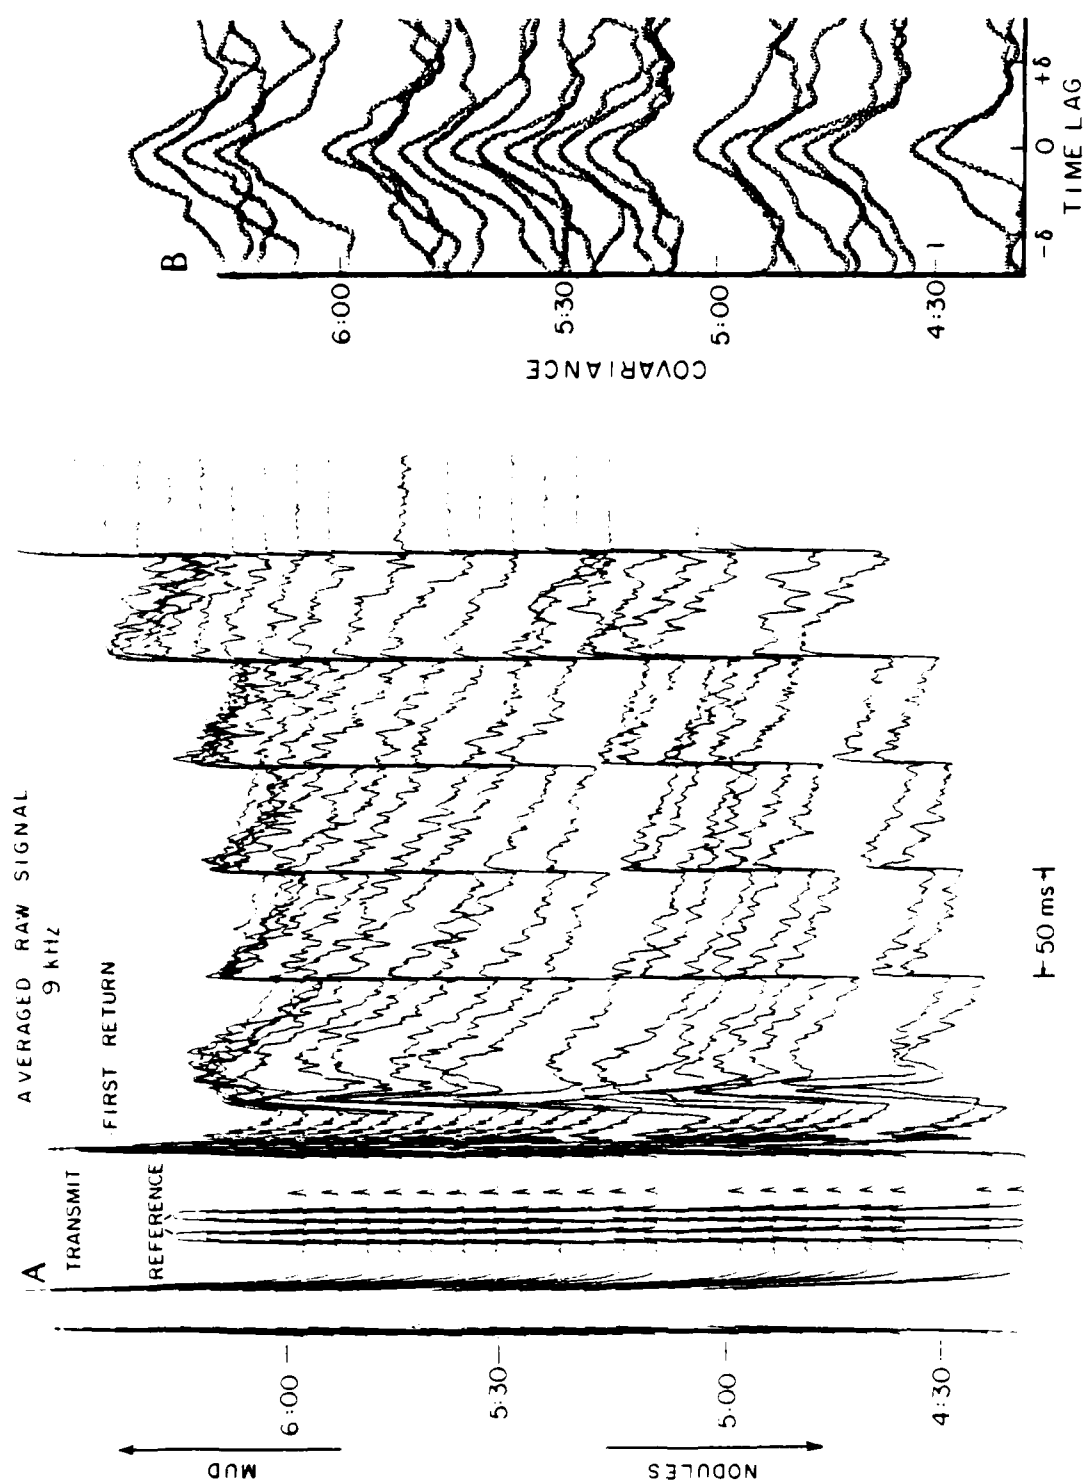 A
AVERAGED RAW SIGNAL
9 kHz
TRANSMIT
REFERENCE
FIRST RETURN
MUD
NODULES
6:00
5:30
5:00
4:30
50 ms
B
COVARIANCE
6:00
5:30
5:00
4:30
-δ
0
+δ
TIME LAG